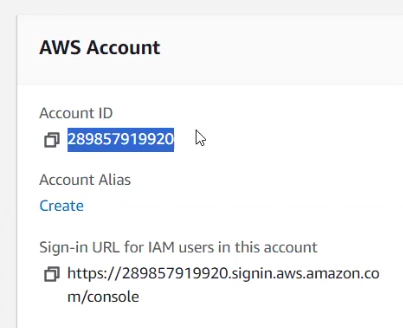 AWS Account
Account ID
289857919920
Account Alias
Create
Sign-in URL for IAM users in this account
https://289857919920.signin.aws.amazon.co
m/console